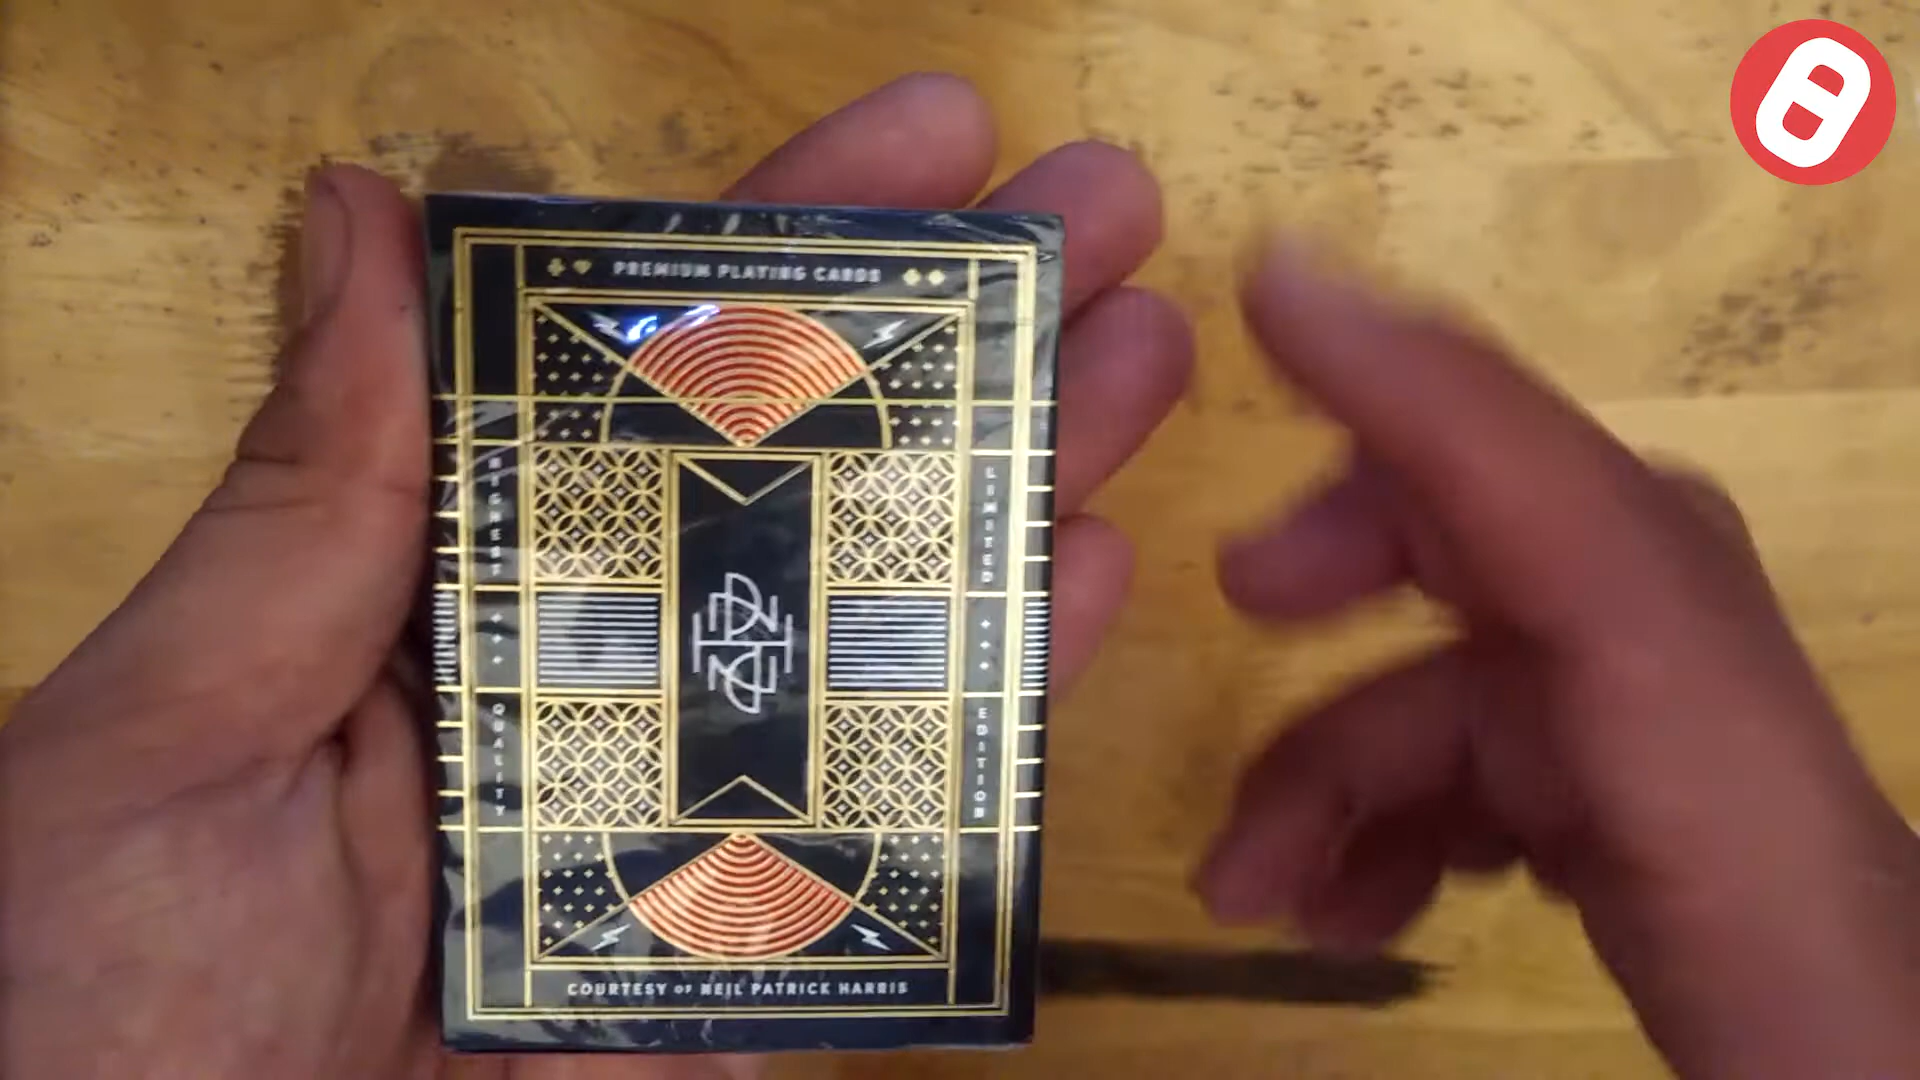 PREMIUM PLAYING CARDS
HIGHEST
QUALITY
LIMITED
EDITION
COURTESY OF NEIL PATRICK HARRIS